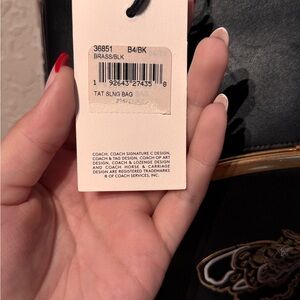 36851 B4/BK
BRASS/BLK
1 92643 27435 8
TAT SLNG BAG
COACH, COACH SIGNATURE C DESIGN,
COACH & TAG DESIGN, COACH OP ART
DESIGN, COACH & LOZENGE DESIGN
AND COACH HORSE & CARRIAGE
DESIGN ARE REGISTERED TRADEMARKS
® OF COACH SERVICES, INC.